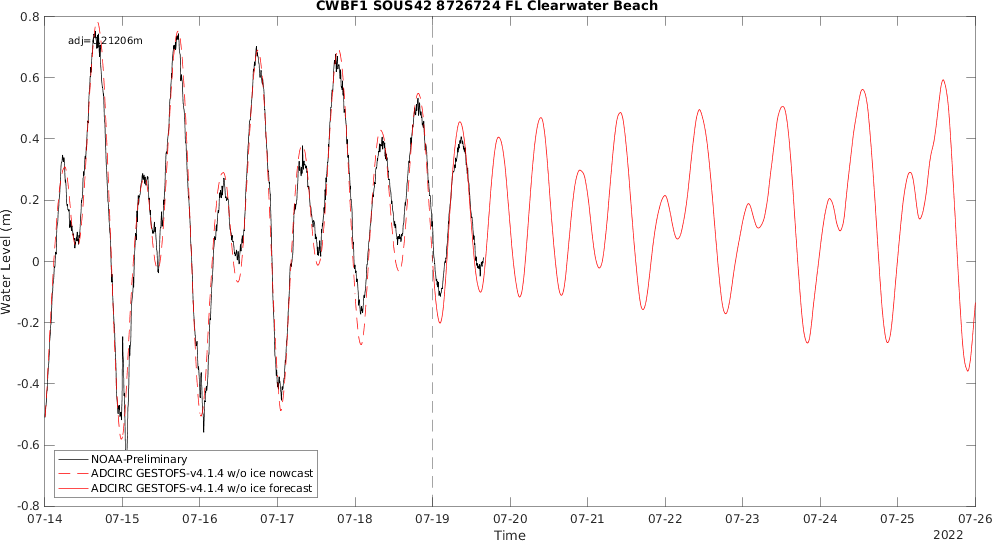 CWBF1 SOUS42 8726724 FL Clearwater Beach
0.8
0.6
0.4
0.2
0
-0.2
-0.4
-0.6
-0.8
Water Level (m)
NOAA-Preliminary
ADCIRC GESTOFS-v4.1.4 w/o ice nowcast
ADCIRC GESTOFS-v4.1.4 w/o ice forecast
07-14 07-15 07-16 07-17 07-18 07-19 07-20 07-21 07-22 07-23 07-24 07-25 07-26
Time
2022